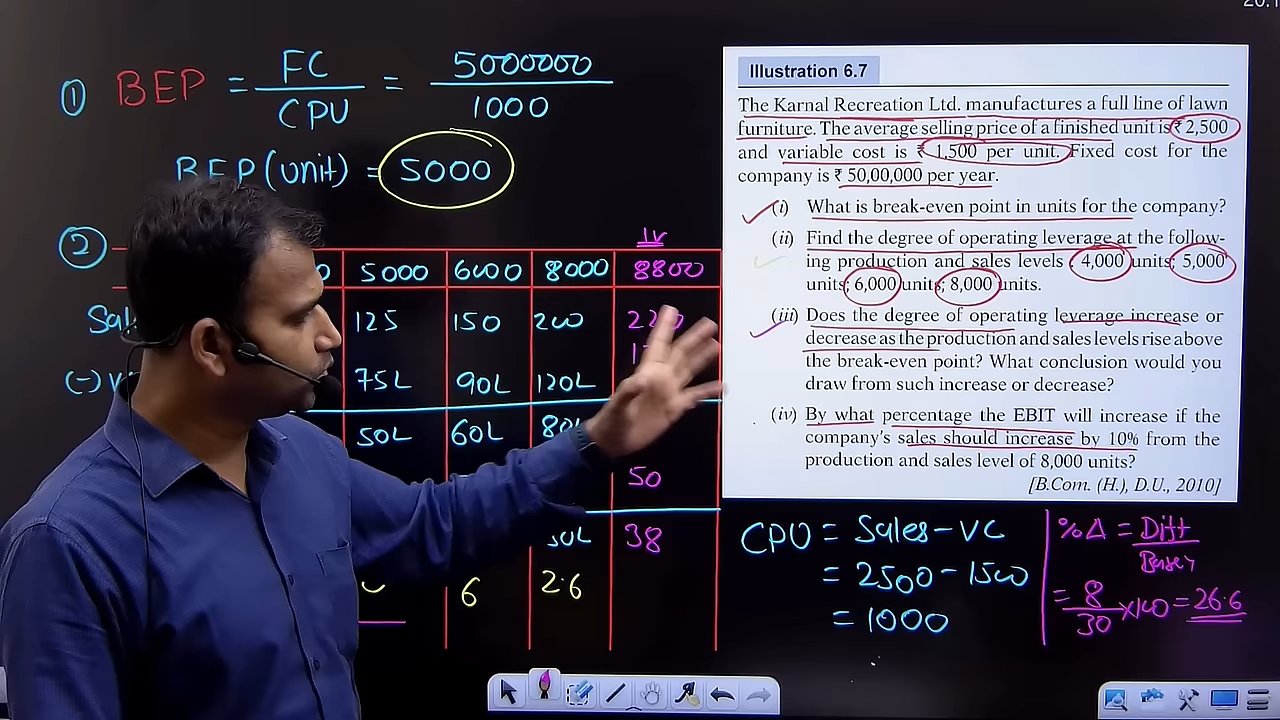 ① BEP = FC / CPU = 5000000 / 1000
BEP (unit) = 5000
②
iv
5000 6000 8000 8800
125 150 200
75L 90L 120L
50L 60L
50
30L 38
6 2.6
Illustration 6.7
The Karnal Recreation Ltd. manufactures a full line of lawn
furniture. The average selling price of a finished unit is ₹ 2,500
and variable cost is ₹ 1,500 per unit. Fixed cost for the
company is ₹ 50,00,000 per year.
(i) What is break-even point in units for the company?
(ii) Find the degree of operating leverage at the follow-
ing production and sales levels 4,000 units; 5,000
units; 6,000 units; 8,000 units.
(iii) Does the degree of operating leverage increase or
decrease as the production and sales levels rise above
the break-even point? What conclusion would you
draw from such increase or decrease?
(iv) By what percentage the EBIT will increase if the
company's sales should increase by 10% from the
production and sales level of 8,000 units?
[B.Com. (H.), D.U., 2010]
CPU = Sales - VC
= 2500 - 1500
= 1000
%Δ = Diff / Base
= 8 / 30 × 100 = 26.6